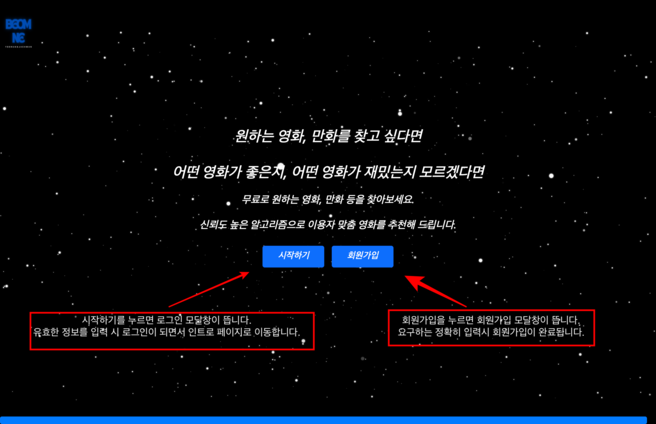 BEOM
NE
원하는 영화, 만화를 찾고 싶다면
어떤 영화가 좋은지, 어떤 영화가 재밌는지 모르겠다면
무료로 원하는 영화, 만화 등을 찾아보세요.
신뢰도 높은 알고리즘으로 이용자 맞춤 영화를 추천해 드립니다.
시작하기
회원가입
시작하기를 누르면 로그인 모달창이 뜹니다.
유효한 정보를 입력 시 로그인이 되면서 인트로 페이지로 이동합니다.
회원가입을 누르면 회원가입 모달창이 뜹니다,
요구하는 정확히 입력시 회원가입이 완료됩니다.